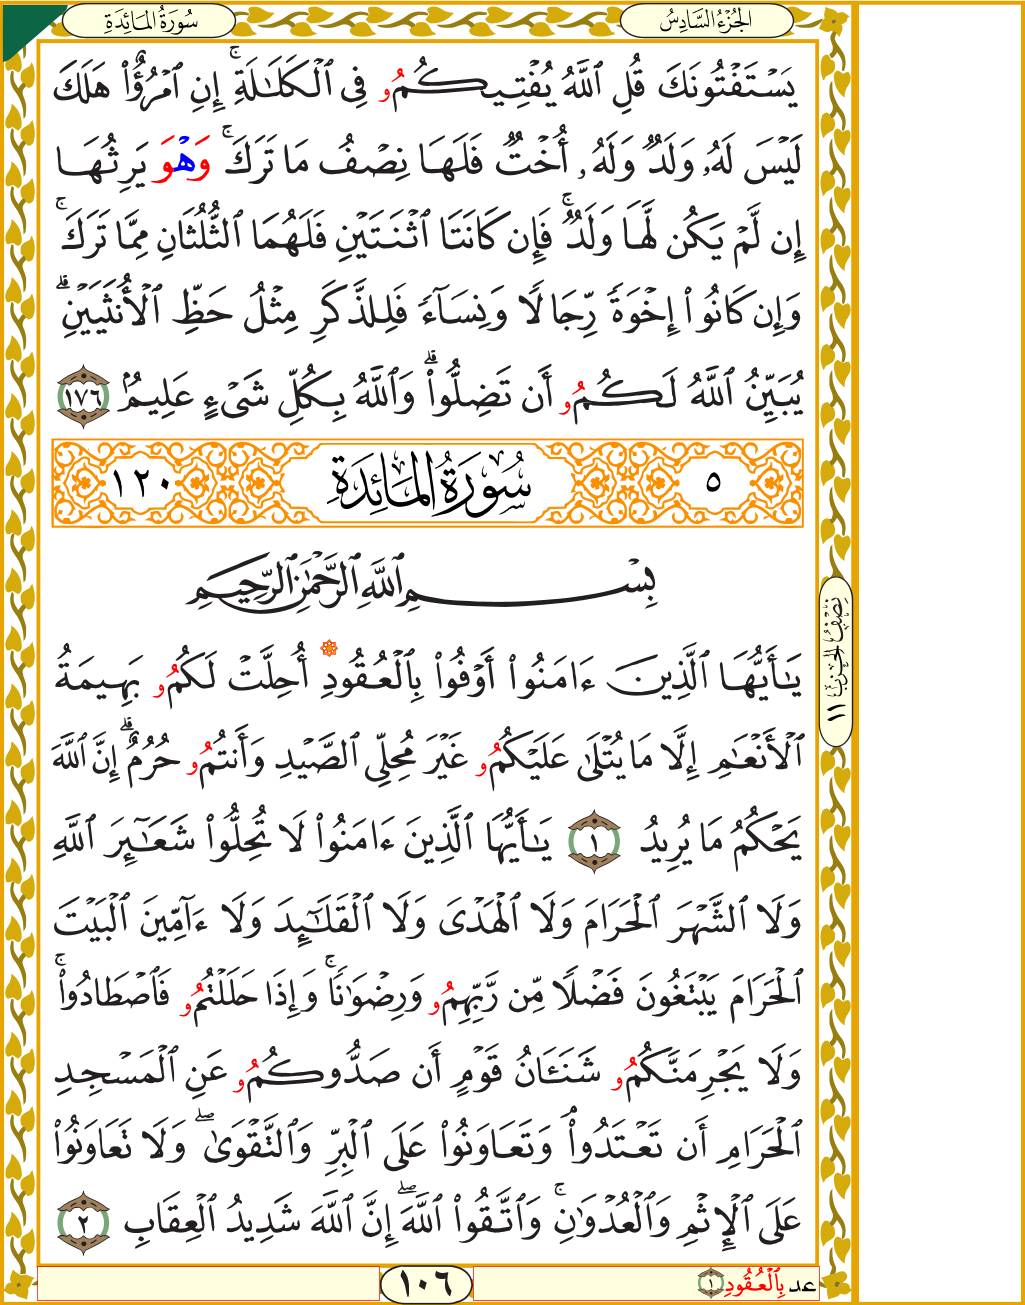 الجُزْءُ السَّادِسُ
سُورَةُ المَائِدَةِ
يَسْتَفْتُونَكَ قُلِ ٱللَّهُ يُفْتِيكُمُو فِي ٱلْكَلَٰلَةِۚ إِنِ ٱمْرُؤٌا۟ هَلَكَ
لَيْسَ لَهُۥ وَلَدٌ وَلَهُۥ أُخْتٌ فَلَهَا نِصْفُ مَا تَرَكَۚ وَهْوَ يَرِثُهَا
إِن لَّمْ يَكُن لَّهَا وَلَدٌۚ فَإِن كَانَتَا ٱثْنَتَيْنِ فَلَهُمَا ٱلثُّلُثَانِ مِمَّا تَرَكَۚ
وَإِن كَانُوا۟ إِخْوَةً رِّجَالًا وَنِسَآءً فَلِلذَّكَرِ مِثْلُ حَظِّ ٱلْأُنثَيَيْنِۗ
يُبَيِّنُ ٱللَّهُ لَكُمُو أَن تَضِلُّوا۟ۗ وَٱللَّهُ بِكُلِّ شَىْءٍ عَلِيمٌۢ ١٧٦
٥ سُورَةُ المَائِدَةِ ١٢٠
بِسْمِ ٱللَّهِ ٱلرَّحْمَٰنِ ٱلرَّحِيمِ
يَٰٓأَيُّهَا ٱلَّذِينَ ءَامَنُوا۟ أَوْفُوا۟ بِٱلْعُقُودِ أُحِلَّتْ لَكُمُو بَهِيمَةُ
ٱلْأَنْعَٰمِ إِلَّا مَا يُتْلَىٰ عَلَيْكُمُو غَيْرَ مُحِلِّى ٱلصَّيْدِ وَأَنتُمُو حُرُمٌۗ إِنَّ ٱللَّهَ
يَحْكُمُ مَا يُرِيدُ ١ يَٰٓأَيُّهَا ٱلَّذِينَ ءَامَنُوا۟ لَا تُحِلُّوا۟ شَعَٰٓئِرَ ٱللَّهِ
وَلَا ٱلشَّهْرَ ٱلْحَرَامَ وَلَا ٱلْهَدْىَ وَلَا ٱلْقَلَٰٓئِدَ وَلَا ءَآمِّينَ ٱلْبَيْتَ
ٱلْحَرَامَ يَبْتَغُونَ فَضْلًا مِّن رَّبِّهِمُو وَرِضْوَٰنًاۚ وَإِذَا حَلَلْتُمُو فَٱصْطَادُوا۟ۚ
وَلَا يَجْرِمَنَّكُمُو شَنَـَٔانُ قَوْمٍ أَن صَدُّوكُمُو عَنِ ٱلْمَسْجِدِ
ٱلْحَرَامِ أَن تَعْتَدُوا۟ۘ وَتَعَاوَنُوا۟ عَلَى ٱلْبِرِّ وَٱلتَّقْوَىٰۖ وَلَا تَّعَاوَنُوا۟
عَلَى ٱلْإِثْمِ وَٱلْعُدْوَٰنِۚ وَٱتَّقُوا۟ ٱللَّهَۖ إِنَّ ٱللَّهَ شَدِيدُ ٱلْعِقَابِ ٢
نِصْفُ الحِزْبِ ١١
عد بِٱلْعُقُودِ ١
١٠٦